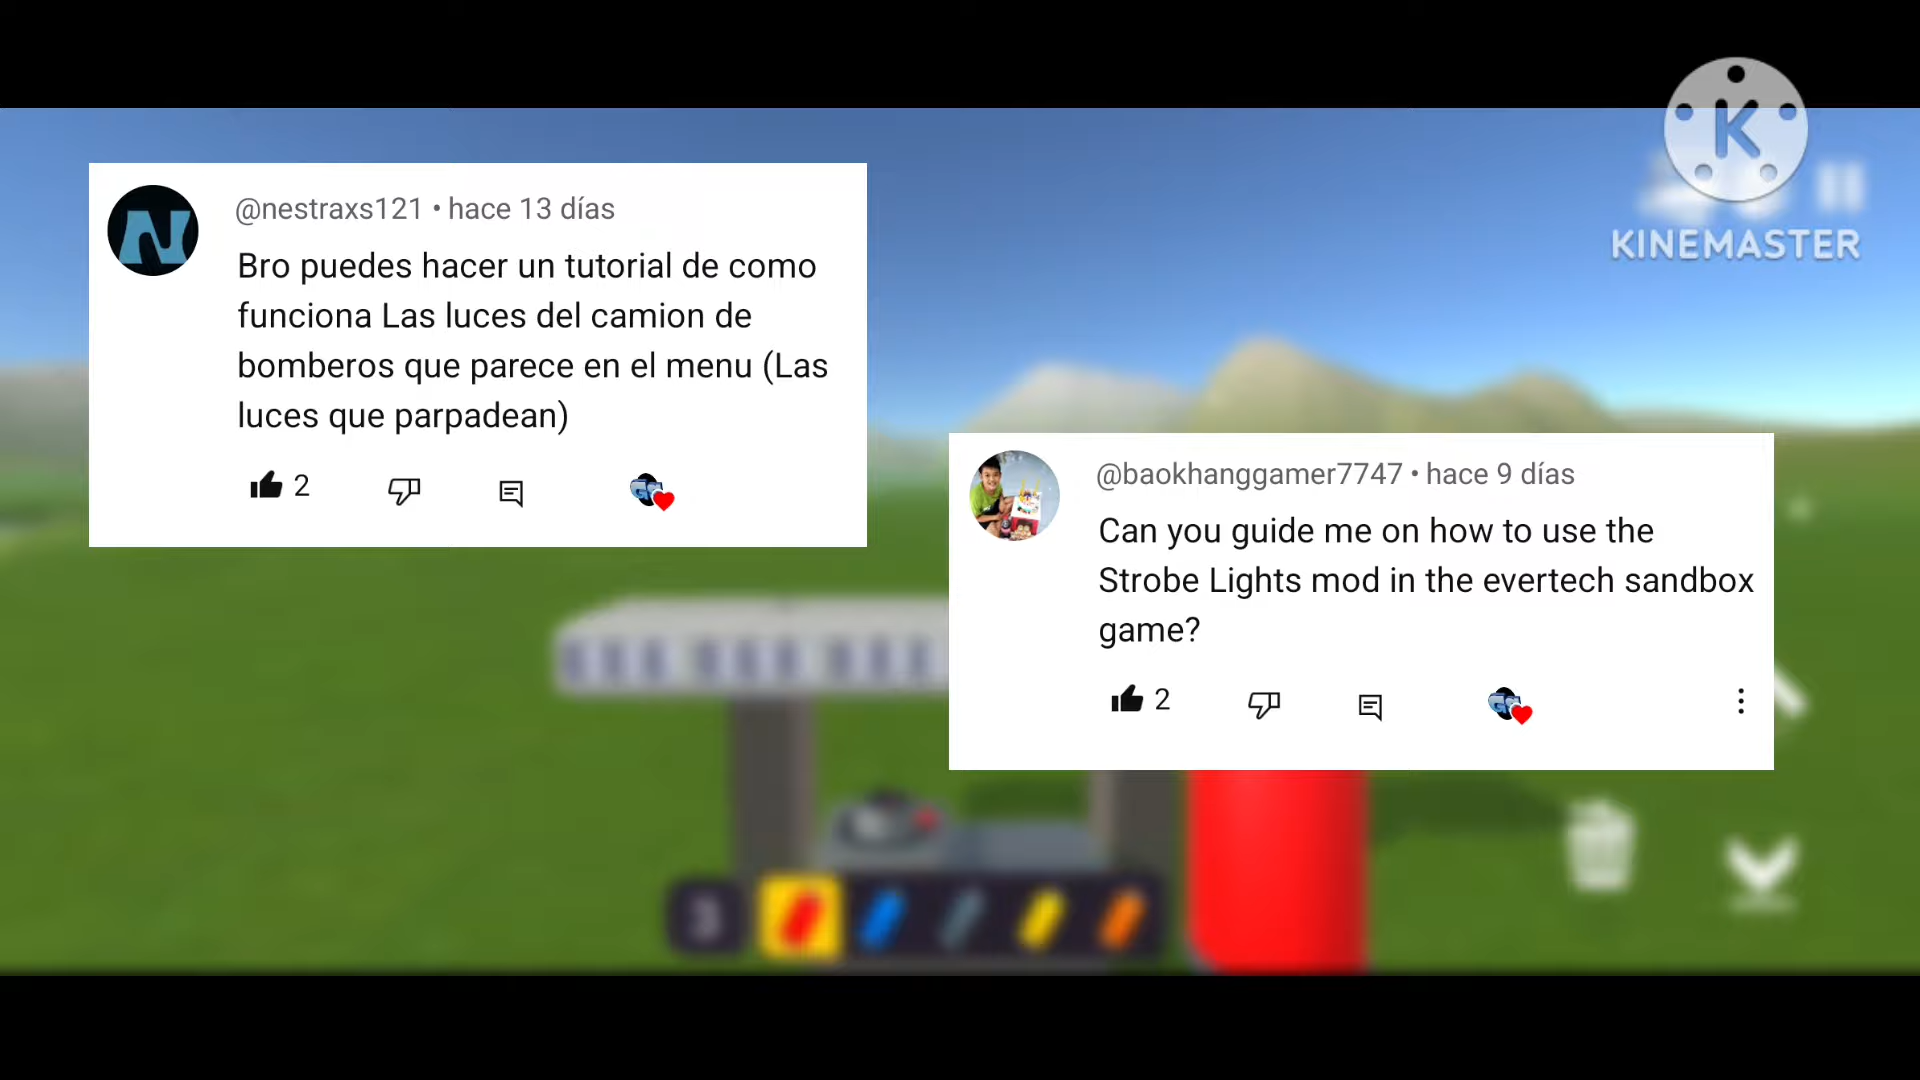 @nestraxs121 • hace 13 días
Bro puedes hacer un tutorial de como
funciona Las luces del camion de
bomberos que parece en el menu (Las
luces que parpadean)
2
KINEMASTER
@baokhanggamer7747 • hace 9 días
Can you guide me on how to use the
Strobe Lights mod in the evertech sandbox
game?
2
3